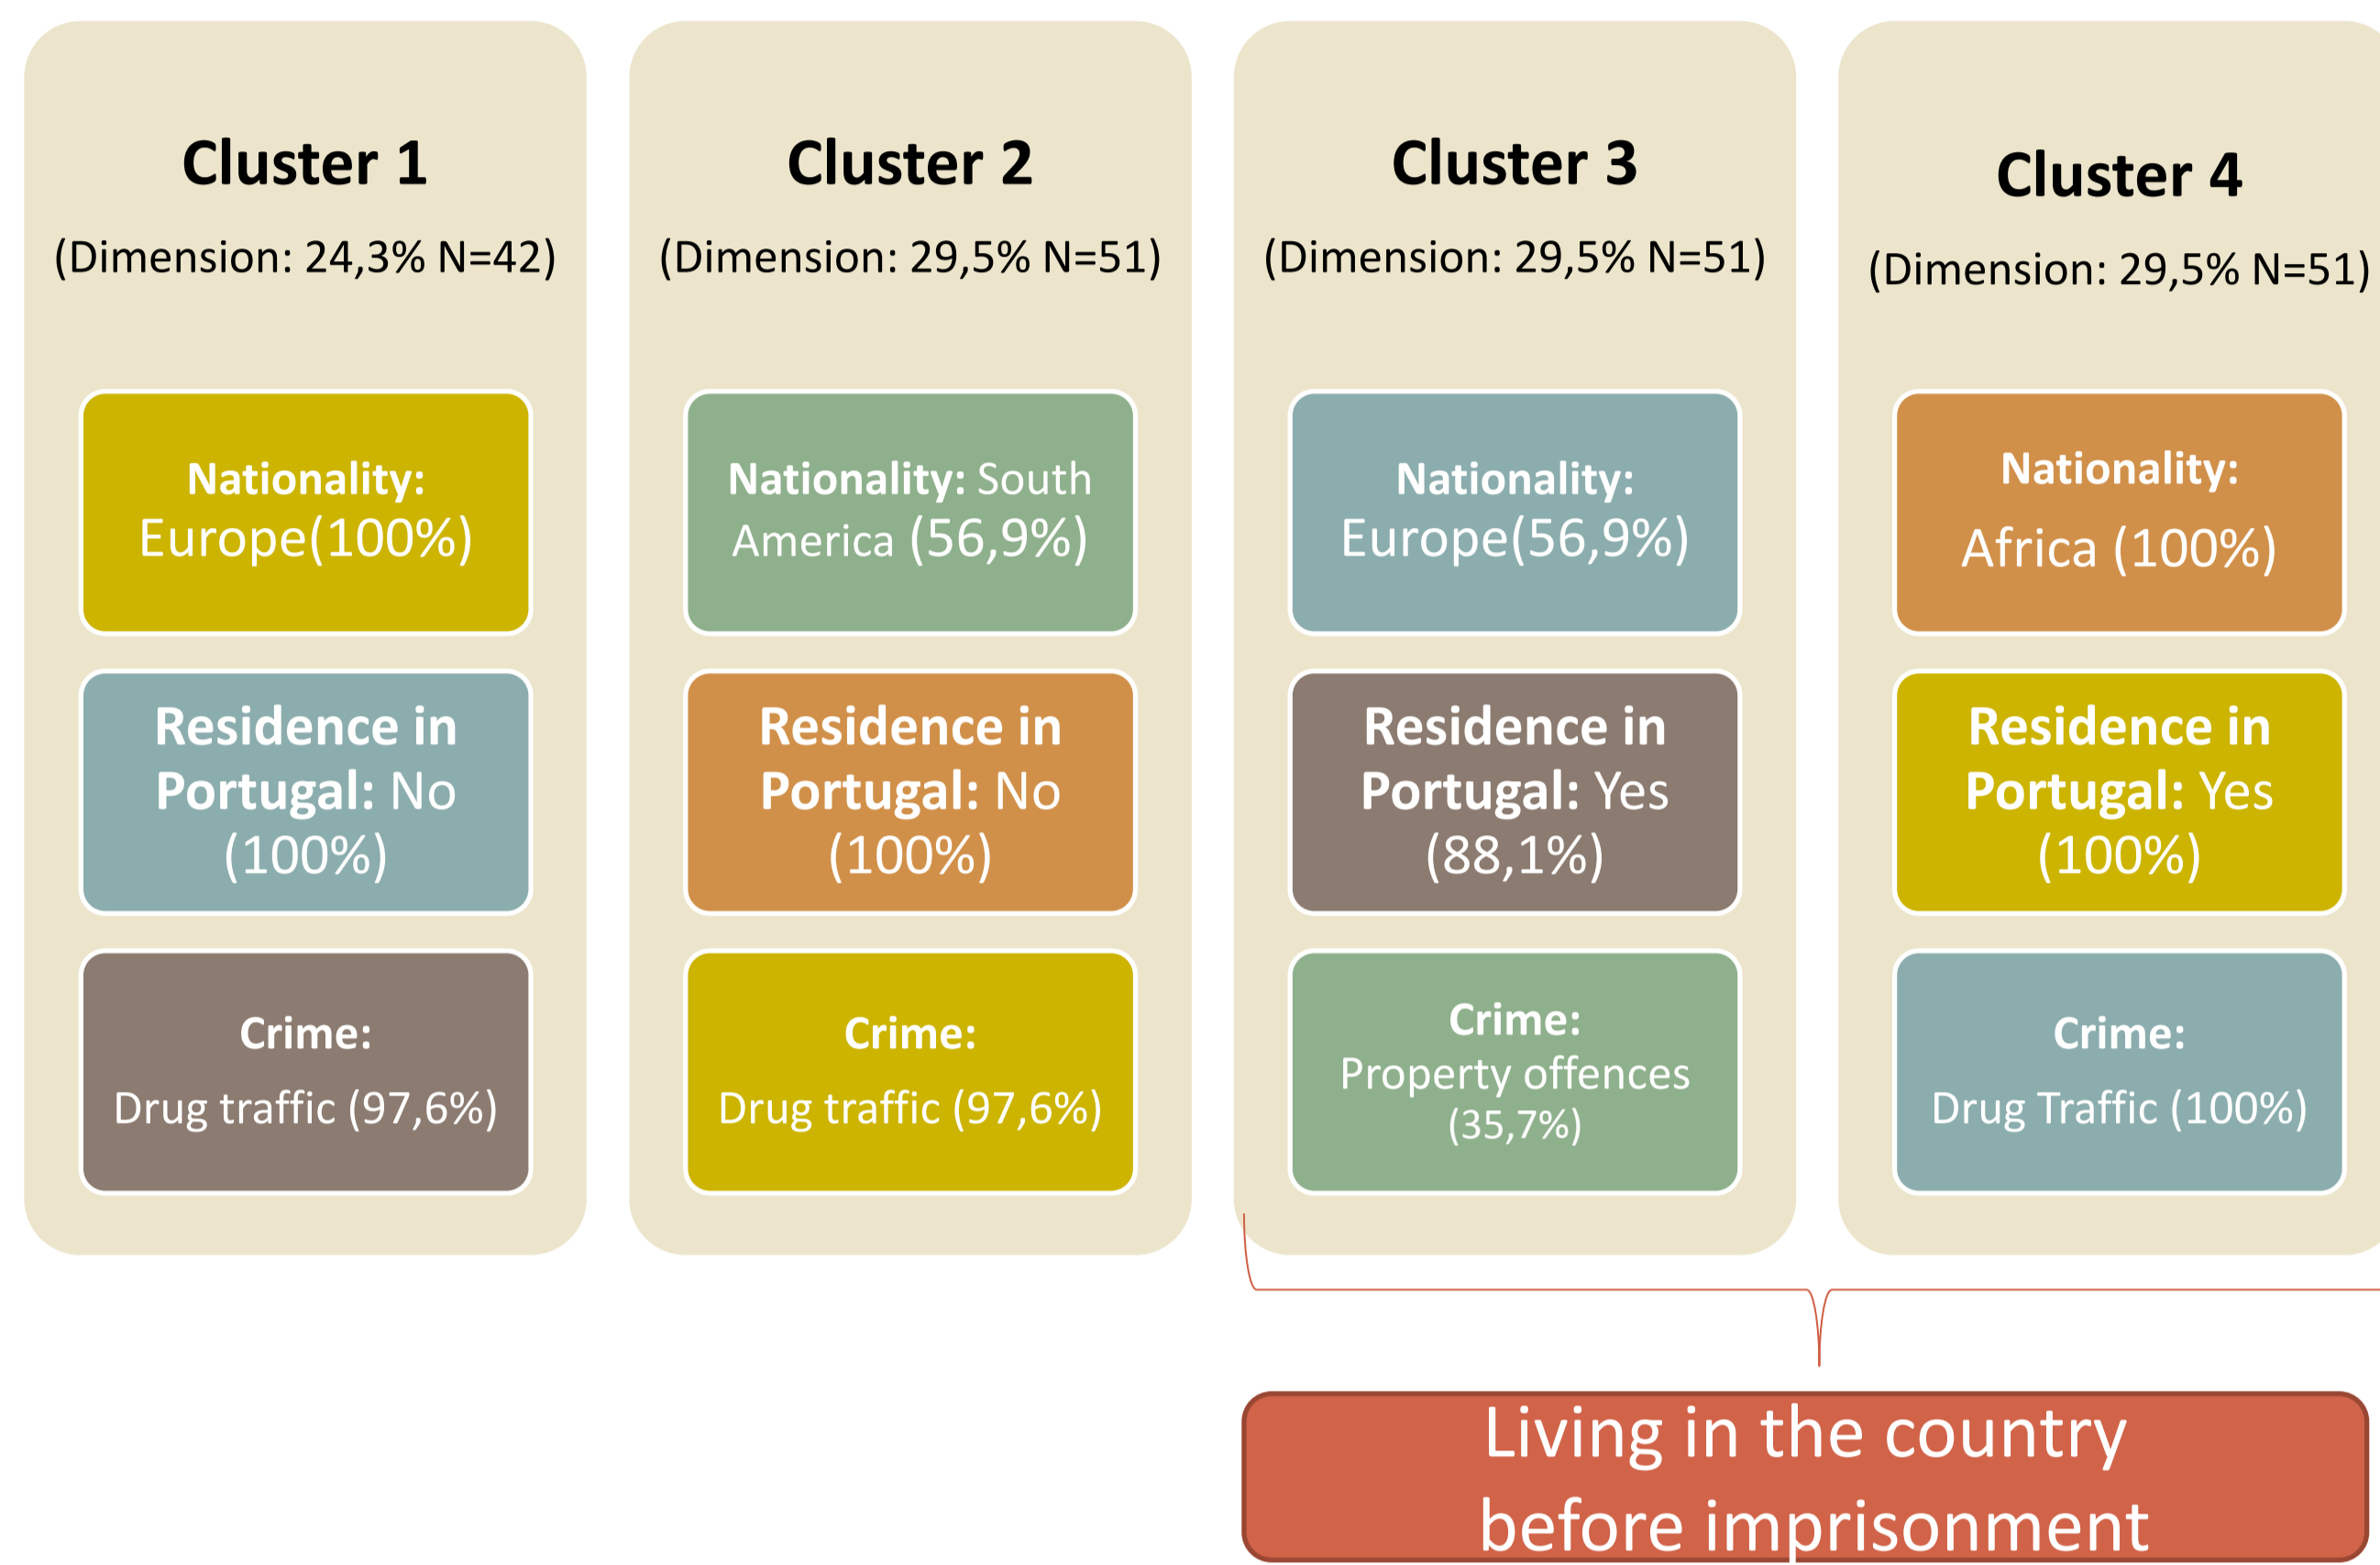 Cluster 1
(Dimension: 24,3% N=42)
Nationality:
Europe(100%)
Residence in
Portugal: No
(100%)
Crime:
Drug traffic (97,6%)
Cluster 2
(Dimension: 29,5% N=51)
Nationality: South
America (56,9%)
Residence in
Portugal: No
(100%)
Crime:
Drug traffic (97,6%)
Cluster 3
(Dimension: 29,5% N=51)
Nationality:
Europe(56,9%)
Residence in
Portugal: Yes
(88,1%)
Crime:
Property offences
(35,7%)
Cluster 4
(Dimension: 29,5% N=51)
Nationality:
Africa (100%)
Residence in
Portugal: Yes
(100%)
Crime:
Drug Traffic (100%)
Living in the country
before imprisonment